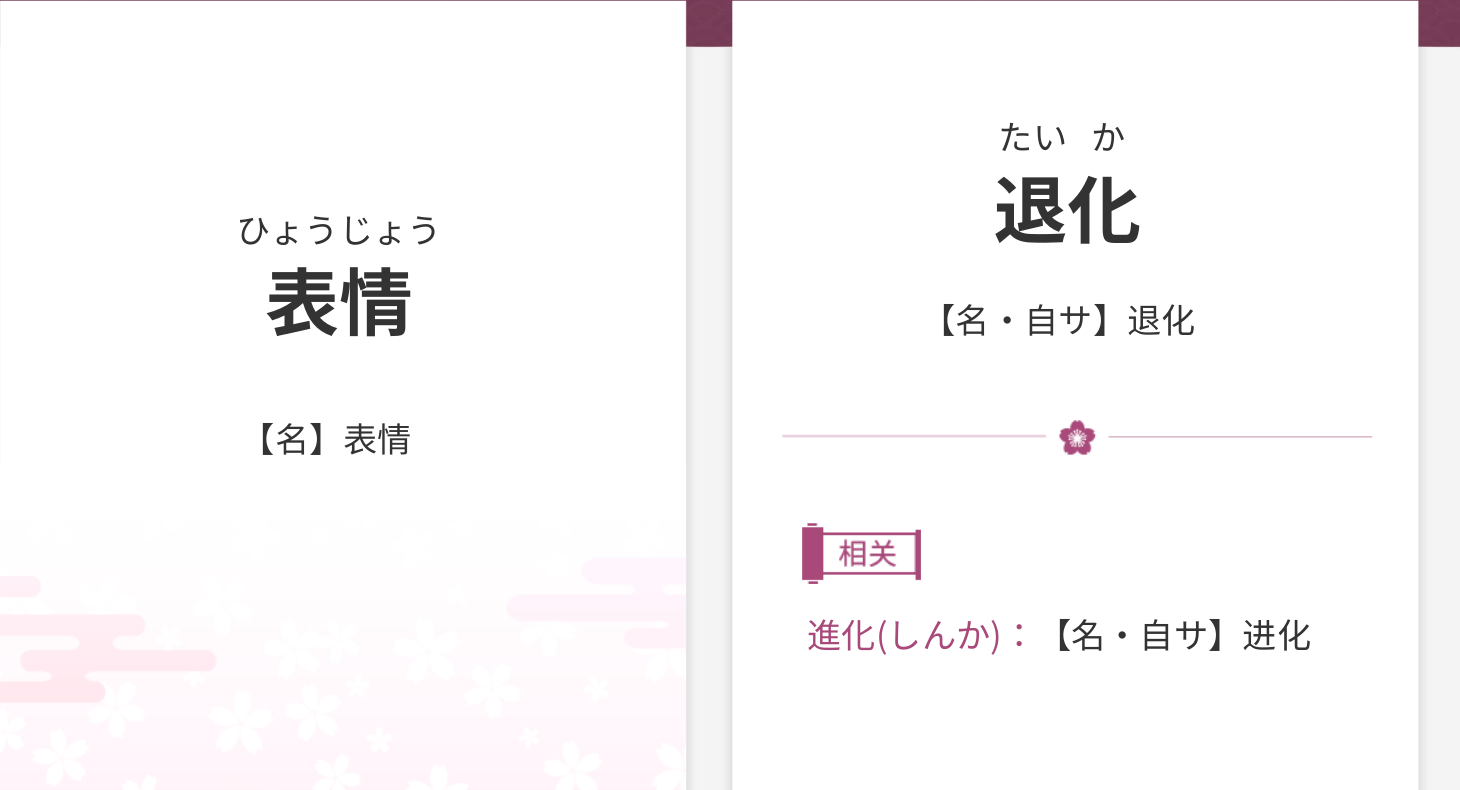 ひょうじょう
表情
【名】表情
たい か
退化
【名・自サ】退化
相关
進化(しんか)：【名・自サ】进化